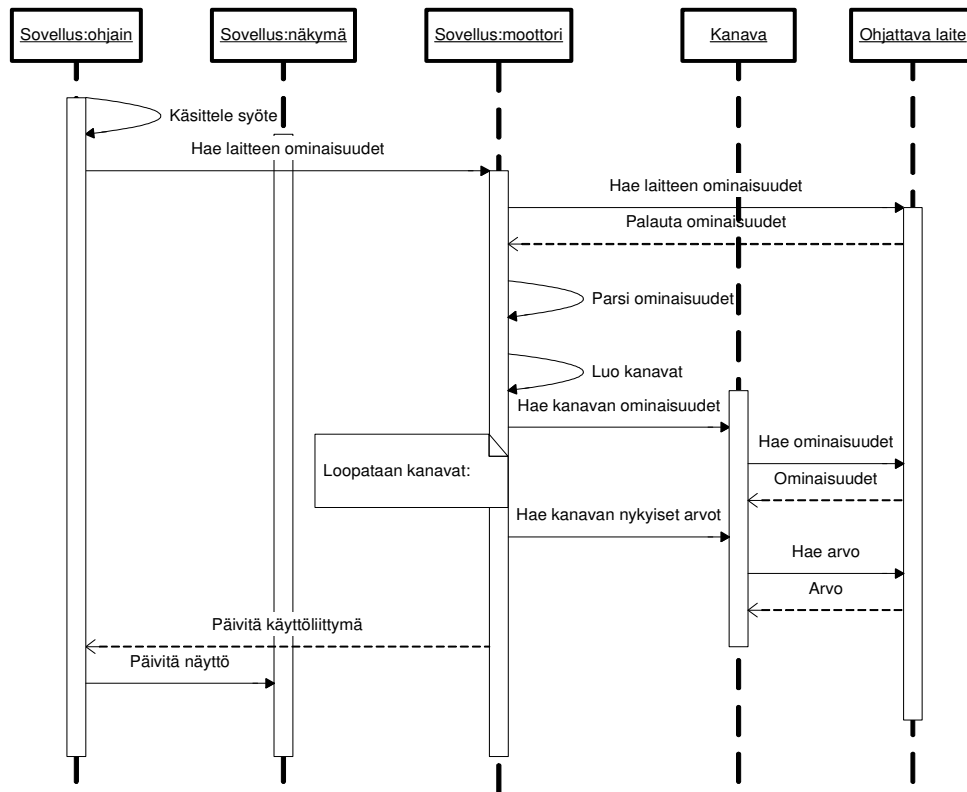 Sovellus:ohjain
Sovellus:näkymä
Sovellus:moottori
Kanava
Ohjattava laite
Käsittele syöte
Hae laitteen ominaisuudet
Hae laitteen ominaisuudet
Palauta ominaisuudet
Parsi ominaisuudet
Luo kanavat
Hae kanavan ominaisuudet
Hae ominaisuudet
Loopataan kanavat:
Ominaisuudet
Hae kanavan nykyiset arvot
Hae arvo
Arvo
Päivitä käyttöliittymä
Päivitä näyttö